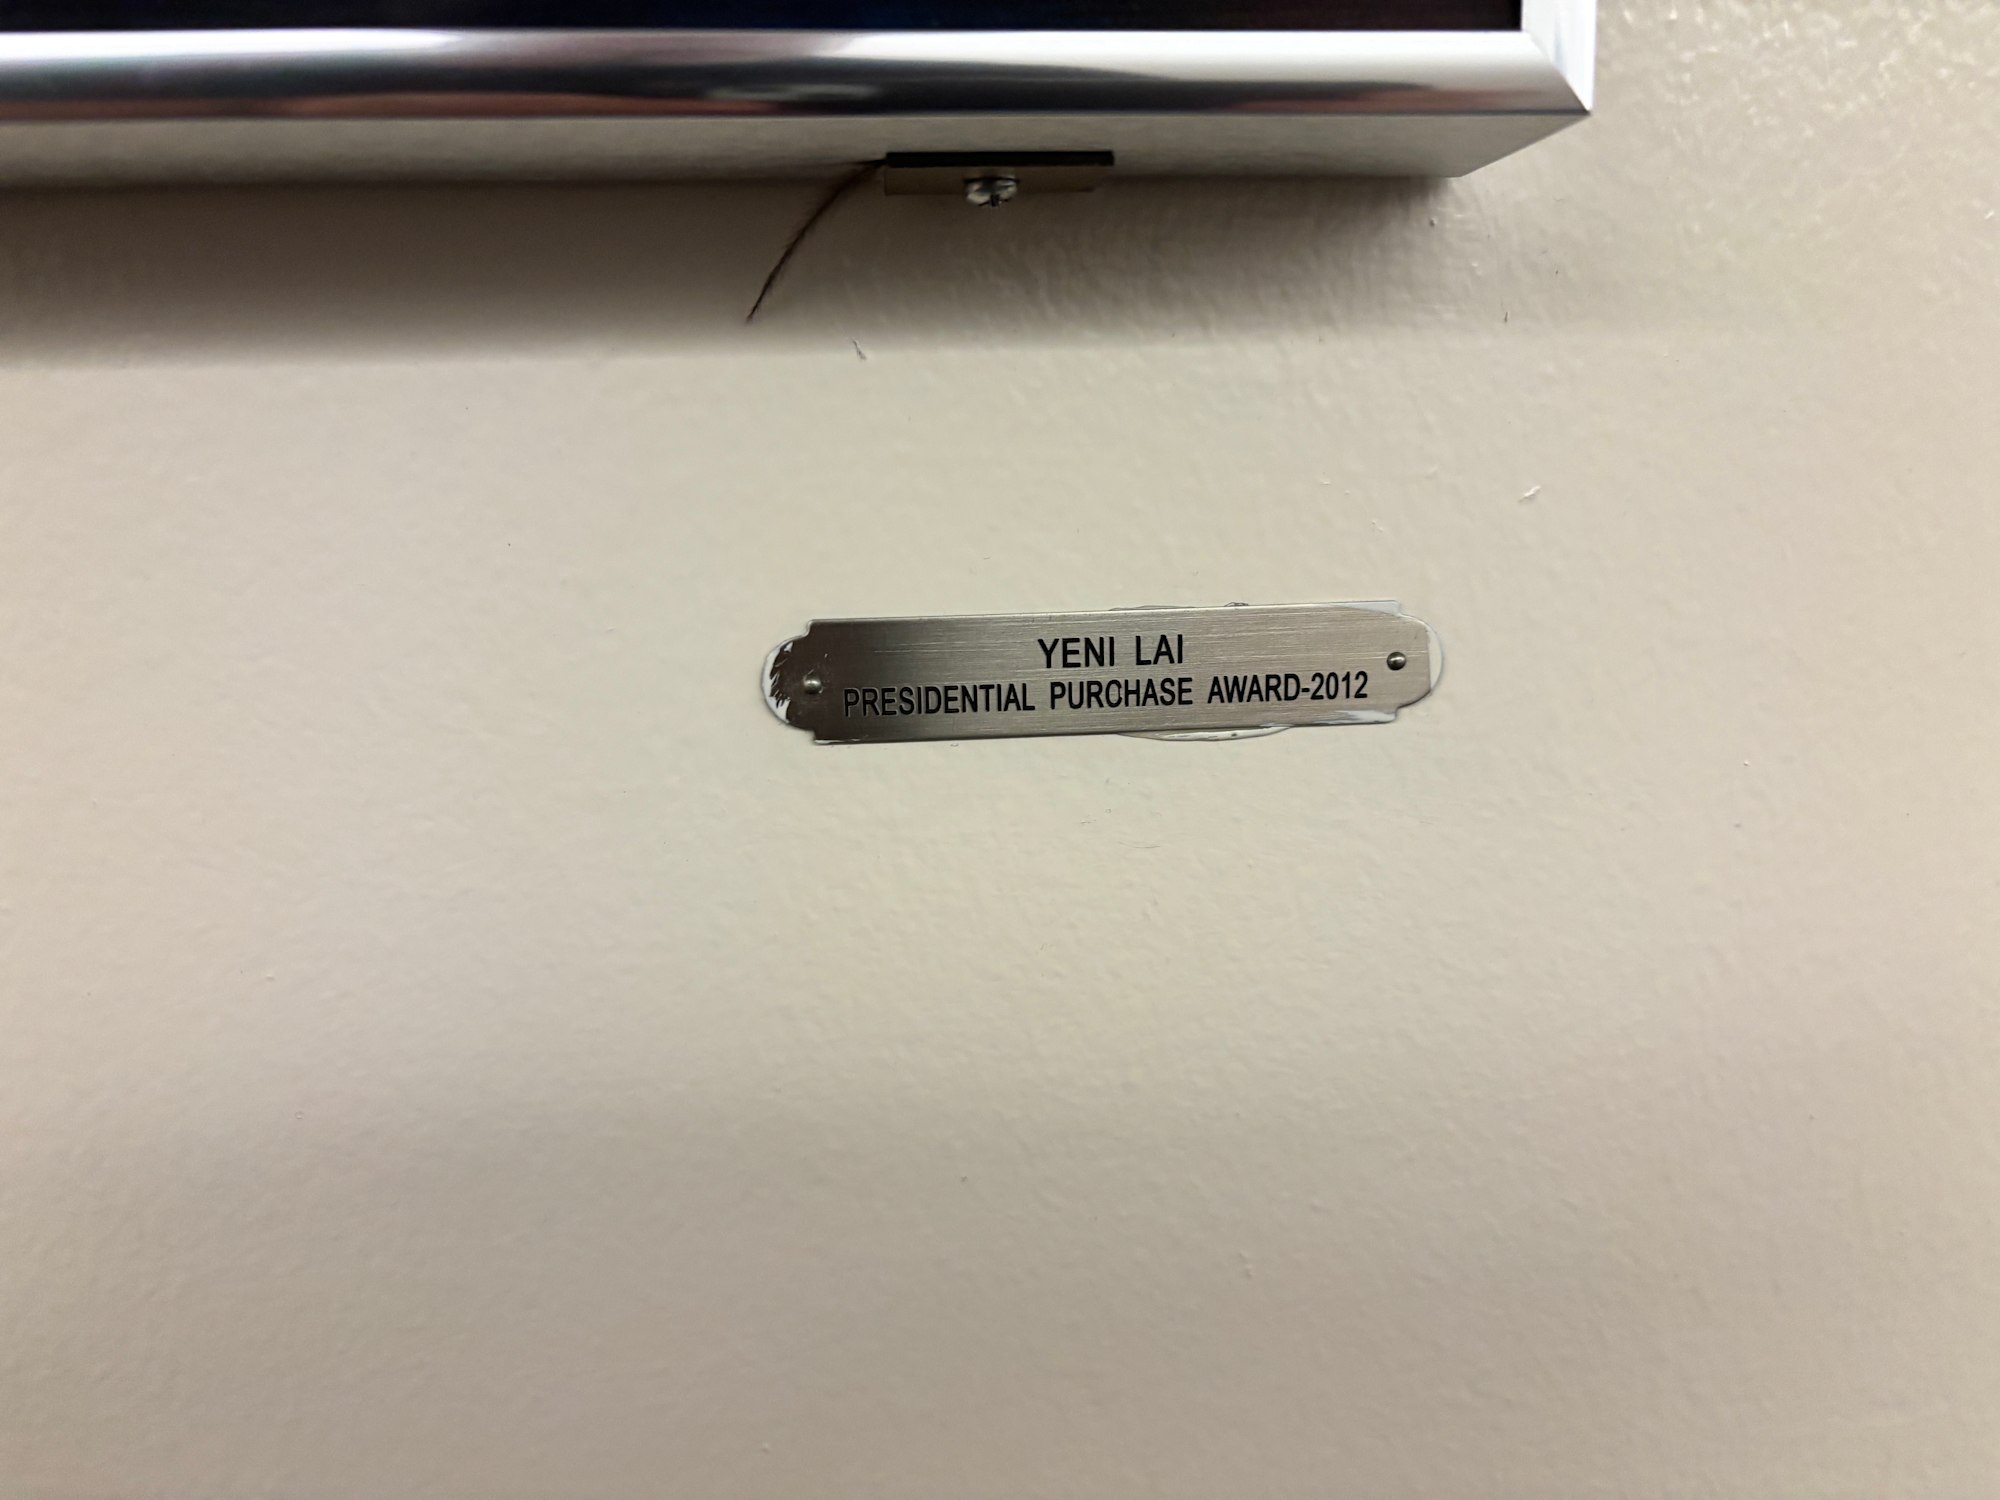 YENI LAI
PRESIDENTIAL PURCHASE AWARD-2012